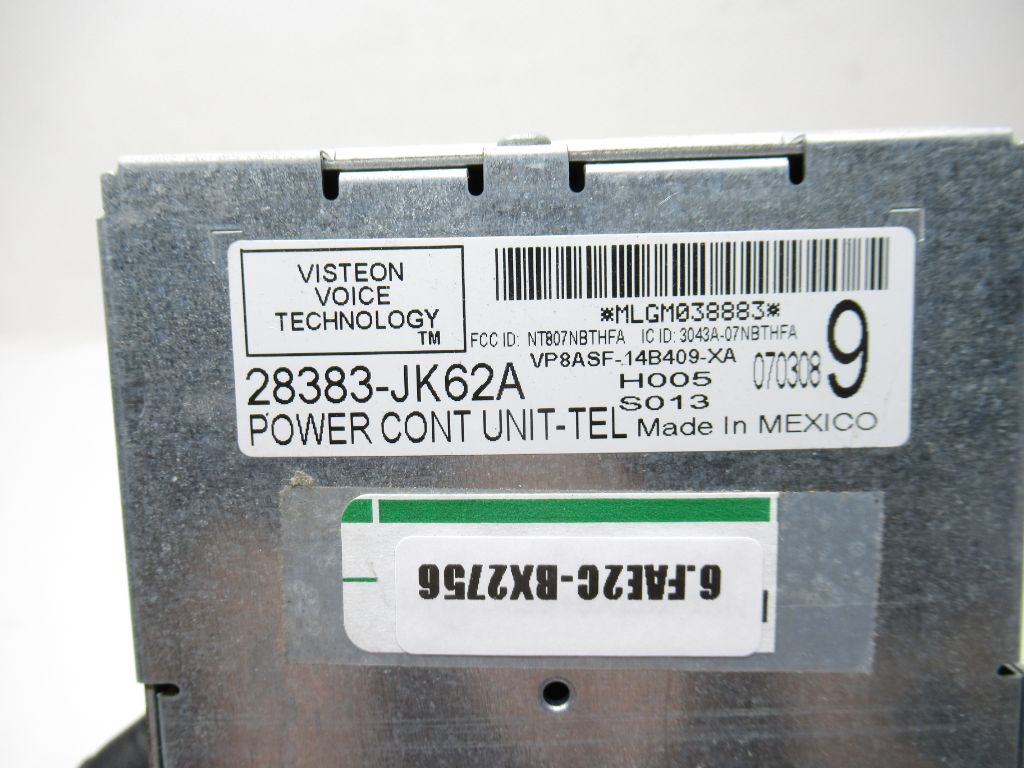 VISTEON
VOICE
TECHNOLOGY
TM
*MLGM038883*
FCC ID: NT807NBTHFA IC ID: 3043A-07NBTHFA
VP8ASF-14B409-XA
28383-JK62A H005 070308 9
S013
POWER CONT UNIT-TEL Made In MEXICO
6.FAE2C-BX2756